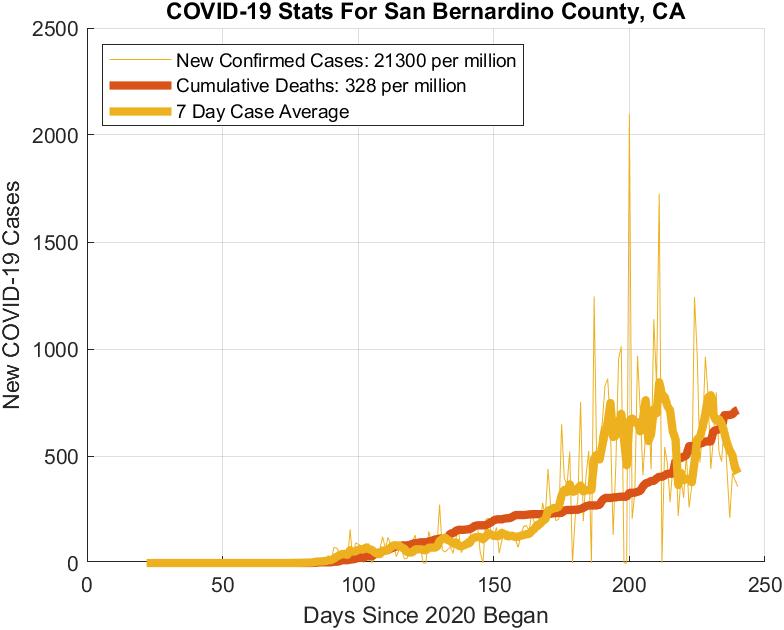 COVID-19 Stats For San Bernardino County, CA
2500
New Confirmed Cases: 21300 per million
Cumulative Deaths: 328 per million
7 Day Case Average
2000
1500
1000
500
0
New COVID-19 Cases
0 50 100 150 200 250
Days Since 2020 Began